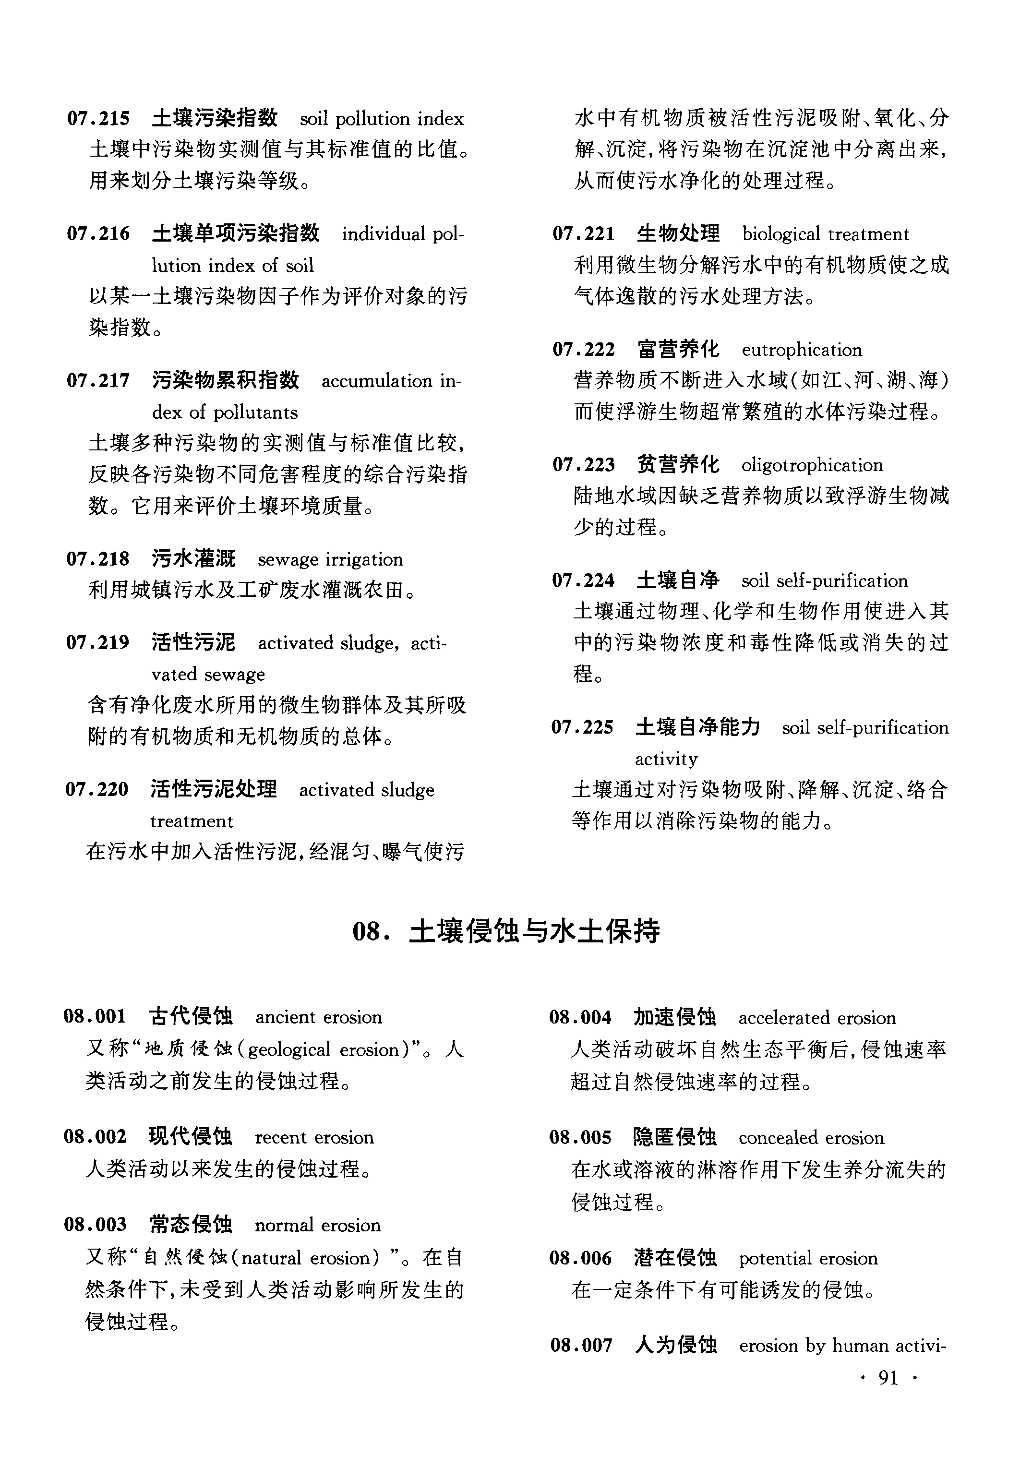 07.215 土壤污染指数 soil pollution index
土壤中污染物实测值与其标准值的比值。
用来划分土壤污染等级。
07.216 土壤单项污染指数 individual pol-
lution index of soil
以某一土壤污染物因子作为评价对象的污
染指数。
07.217 污染物累积指数 accumulation in-
dex of pollutants
土壤多种污染物的实测值与标准值比较,
反映各污染物不同危害程度的综合污染指
数。它用来评价土壤环境质量。
07.218 污水灌溉 sewage irrigation
利用城镇污水及工矿废水灌溉农田。
07.219 活性污泥 activated sludge, acti-
vated sewage
含有净化废水所用的微生物群体及其所吸
附的有机物质和无机物质的总体。
07.220 活性污泥处理 activated sludge
treatment
在污水中加入活性污泥,经混匀、曝气使污
水中有机物质被活性污泥吸附、氧化、分
解、沉淀,将污染物在沉淀池中分离出来,
从而使污水净化的处理过程。
07.221 生物处理 biological treatment
利用微生物分解污水中的有机物质使之成
气体逸散的污水处理方法。
07.222 富营养化 eutrophication
营养物质不断进入水域(如江、河、湖、海)
而使浮游生物超常繁殖的水体污染过程。
07.223 贫营养化 oligotrophication
陆地水域因缺乏营养物质以致浮游生物减
少的过程。
07.224 土壤自净 soil self-purification
土壤通过物理、化学和生物作用使进入其
中的污染物浓度和毒性降低或消失的过
程。
07.225 土壤自净能力 soil self-purification
activity
土壤通过对污染物吸附、降解、沉淀、络合
等作用以消除污染物的能力。
08. 土壤侵蚀与水土保持
08.001 古代侵蚀 ancient erosion
又称“地质侵蚀(geological erosion)”。人
类活动之前发生的侵蚀过程。
08.002 现代侵蚀 recent erosion
人类活动以来发生的侵蚀过程。
08.003 常态侵蚀 normal erosion
又称“自然侵蚀(natural erosion) ”。在自
然条件下,未受到人类活动影响所发生的
侵蚀过程。
08.004 加速侵蚀 accelerated erosion
人类活动破坏自然生态平衡后,侵蚀速率
超过自然侵蚀速率的过程。
08.005 隐匿侵蚀 concealed erosion
在水或溶液的淋溶作用下发生养分流失的
侵蚀过程。
08.006 潜在侵蚀 potential erosion
在一定条件下有可能诱发的侵蚀。
08.007 人为侵蚀 erosion by human activi-
· 91 ·